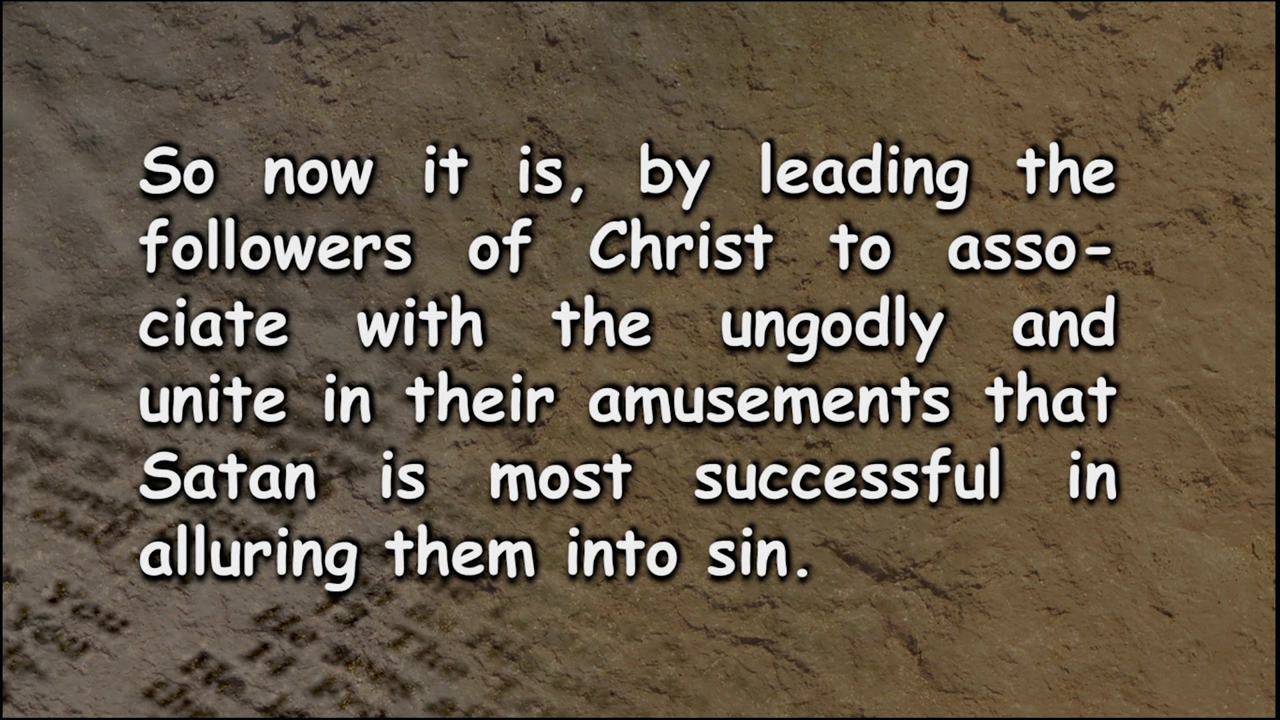 So now it is, by leading the
followers of Christ to asso-
ciate with the ungodly and
unite in their amusements that
Satan is most successful in
alluring them into sin.